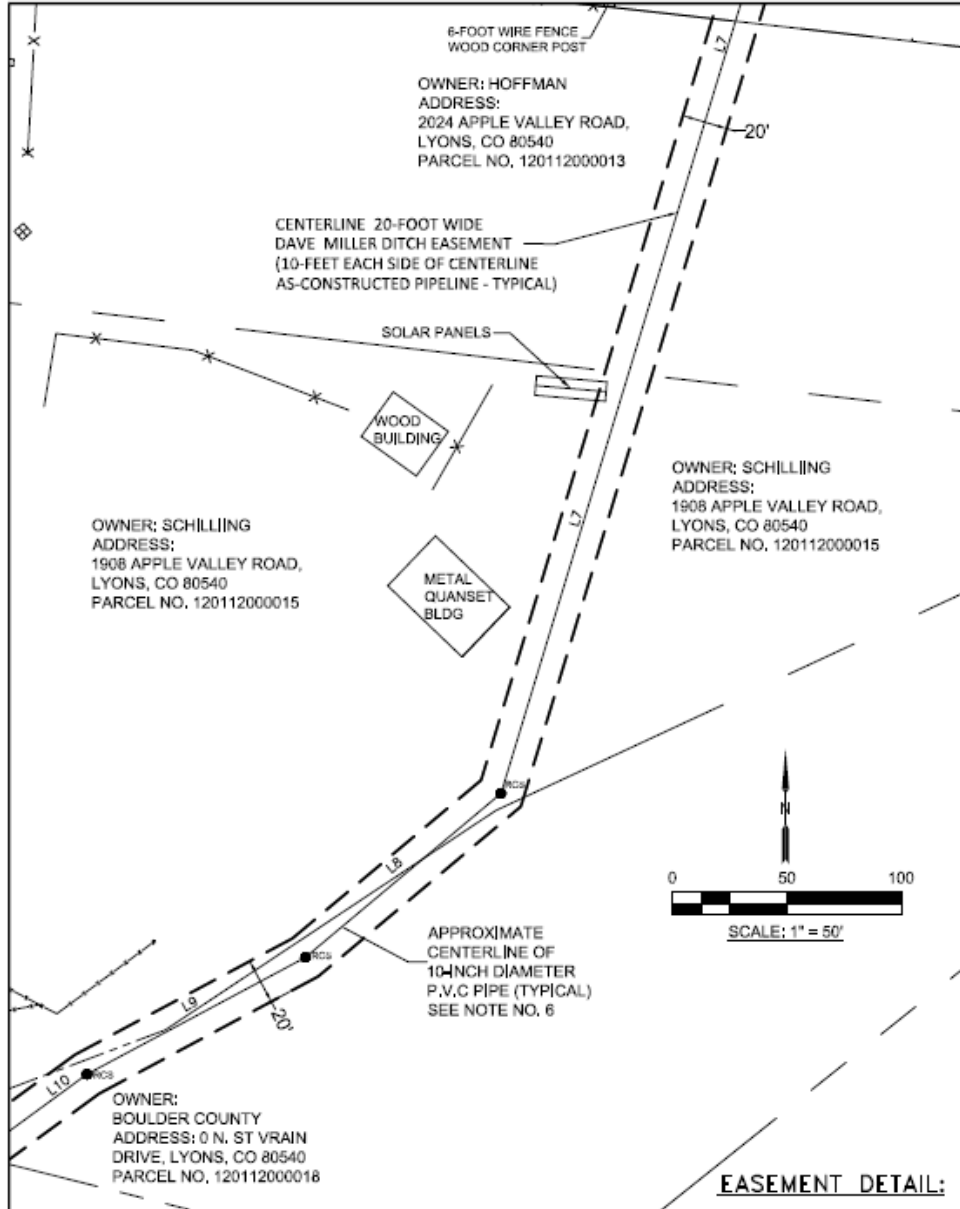 6-FOOT WIRE FENCE
WOOD CORNER POST
L7
OWNER: HOFFMAN
ADDRESS:
2024 APPLE VALLEY ROAD,
LYONS, CO 80540
PARCEL NO. 120112000013
20'
CENTERLINE 20-FOOT WIDE
DAVE MILLER DITCH EASEMENT
(10-FEET EACH SIDE OF CENTERLINE
AS-CONSTRUCTED PIPELINE - TYPICAL)
SOLAR PANELS
WOOD
BUILDING
OWNER: SCHILLING
ADDRESS:
1908 APPLE VALLEY ROAD,
LYONS, CO 80540
PARCEL NO. 120112000015
L7
OWNER: SCHILLING
ADDRESS:
1908 APPLE VALLEY ROAD,
LYONS, CO 80540
PARCEL NO. 120112000015
METAL
QUANSET
BLDG
RCS
L8
N
0 50 100
SCALE: 1" = 50'
APPROXIMATE
CENTERLINE OF
10-INCH DIAMETER
P.V.C PIPE (TYPICAL)
SEE NOTE NO. 6
RCS
L9
20'
RCS
L10
OWNER:
BOULDER COUNTY
ADDRESS: 0 N. ST VRAIN
DRIVE, LYONS, CO 80540
PARCEL NO. 120112000018
EASEMENT DETAIL: